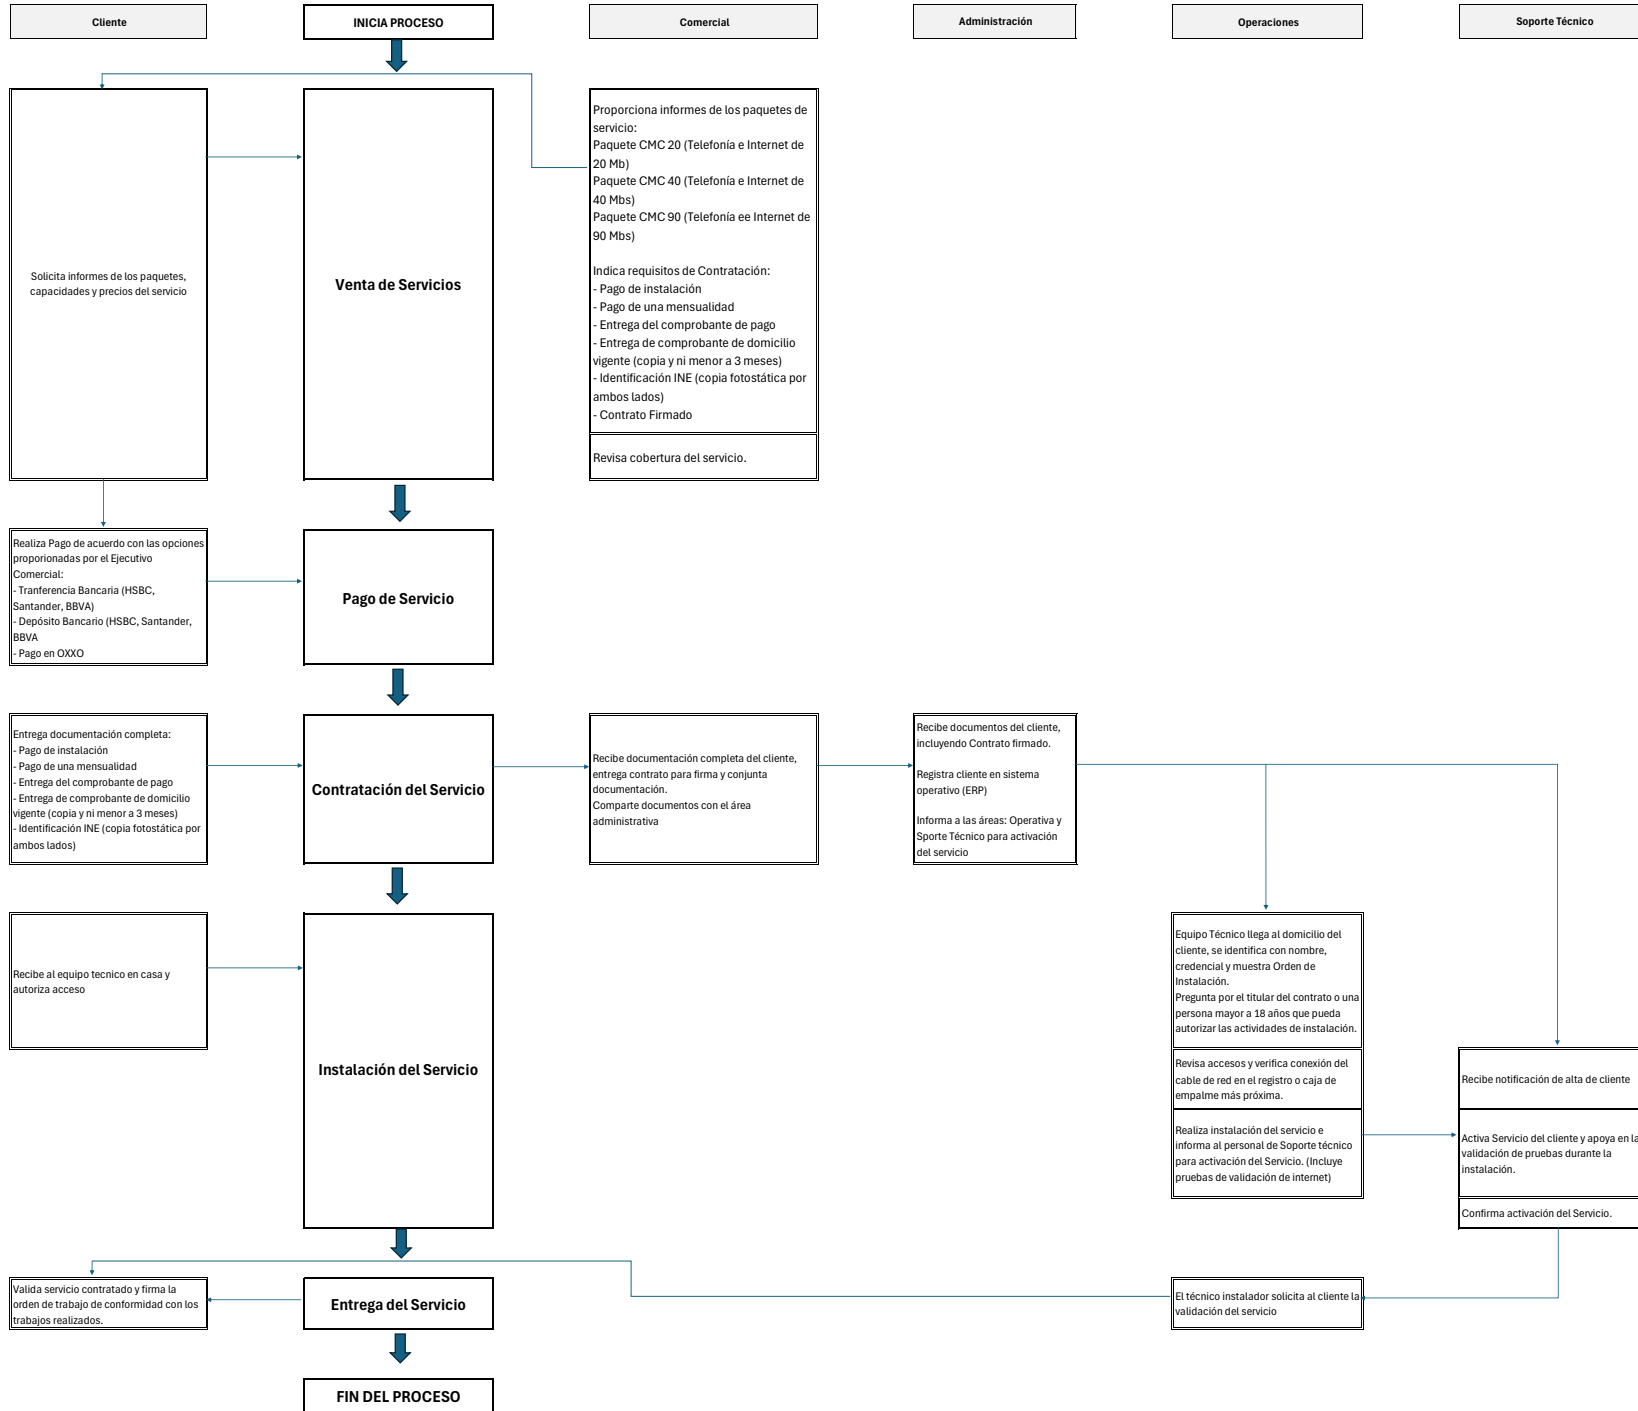 Cliente
INICIA PROCESO
Comercial
Administración
Operaciones
Soporte Técnico
Solicita informes de los paquetes,
capacidades y precios del servicio
Venta de Servicios
Proporciona informes de los paquetes de
servicio:
Paquete CMC 20 (Telefonía e Internet de
20 Mb)
Paquete CMC 40 (Telefonía e Internet de
40 Mbs)
Paquete CMC 90 (Telefonía ee Internet de
90 Mbs)
Indica requisitos de Contratación:
- Pago de instalación
- Pago de una mensualidad
- Entrega del comprobante de pago
- Entrega de comprobante de domicilio
vigente (copia y ni menor a 3 meses)
- Identificación INE (copia fotostática por
ambos lados)
- Contrato Firmado
Revisa cobertura del servicio.
Realiza Pago de acuerdo con las opciones
proporionadas por el Ejecutivo
Comercial:
- Tranferencia Bancaria (HSBC,
Santander, BBVA)
- Depósito Bancario (HSBC, Santander,
BBVA
- Pago en OXXO
Pago de Servicio
Entrega documentación completa:
- Pago de instalación
- Pago de una mensualidad
- Entrega del comprobante de pago
- Entrega de comprobante de domicilio
vigente (copia y ni menor a 3 meses)
- Identificación INE (copia fotostática por
ambos lados)
Contratación del Servicio
Recibe documentación completa del cliente,
entrega contrato para firma y conjunta
documentación.
Comparte documentos con el área
administrativa
Recibe documentos del cliente,
incluyendo Contrato firmado.
Registra cliente en sistema
operativo (ERP)
Informa a las áreas: Operativa y
Sporte Técnico para activación
del servicio
Recibe al equipo tecnico en casa y
autoriza acceso
Instalación del Servicio
Equipo Técnico llega al domicilio del
cliente, se identifica con nombre,
credencial y muestra Orden de
Instalación.
Pregunta por el titular del contrato o una
persona mayor a 18 años que pueda
autorizar las actividades de instalación.
Revisa accesos y verifica conexión del
cable de red en el registro o caja de
empalme más próxima.
Realiza instalación del servicio e
informa al personal de Soporte técnico
para activación del Servicio. (Incluye
pruebas de validación de internet)
Recibe notificación de alta de cliente
Activa Servicio del cliente y apoya en la
validación de pruebas durante la
instalación.
Confirma activación del Servicio.
Valida servicio contratado y firma la
orden de trabajo de conformidad con los
trabajos realizados.
Entrega del Servicio
El técnico instalador solicita al cliente la
validación del servicio
FIN DEL PROCESO